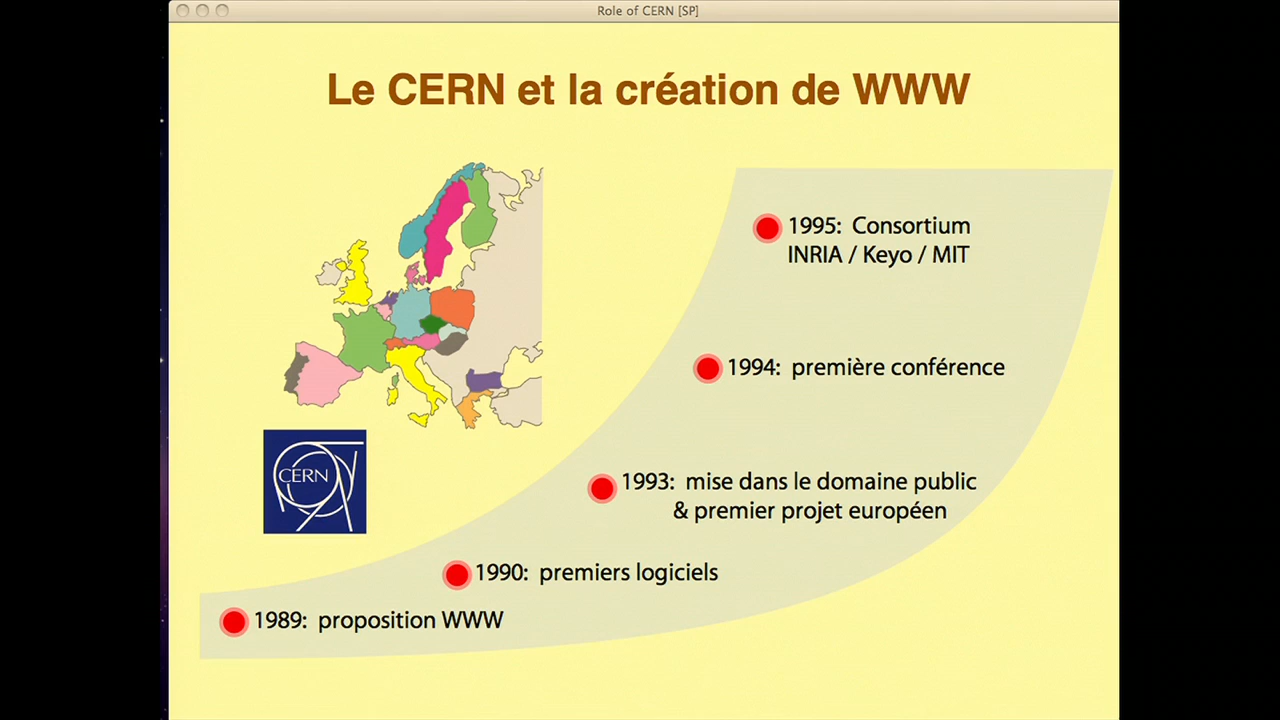 Role of CERN [SP]
Le CERN et la création de WWW
1995: Consortium
INRIA / Keyo / MIT
1994: première conférence
CERN
1993: mise dans le domaine public
& premier projet européen
1990: premiers logiciels
1989: proposition WWW